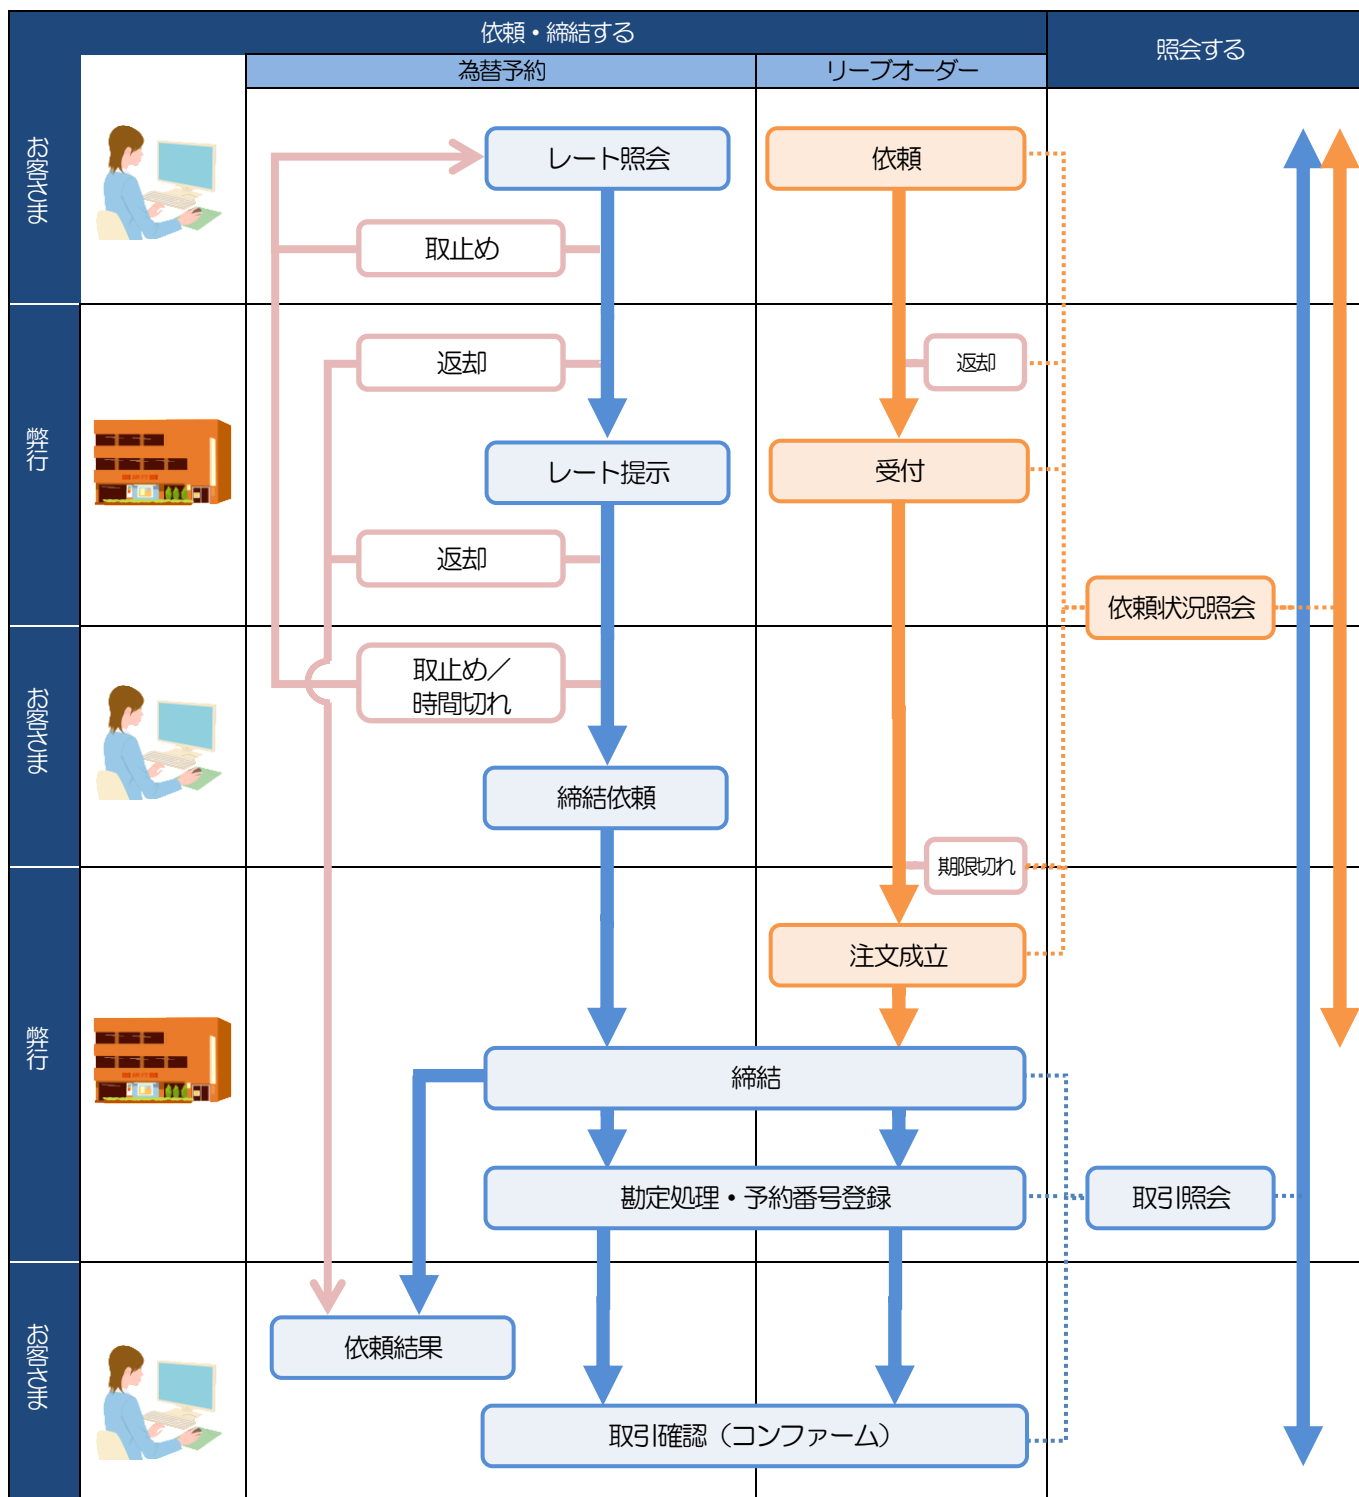 依頼・締結する
照会する
為替予約
リーブオーダー
お客さま
レート照会
依頼
取止め
弊行
返却
返却
レート提示
受付
返却
依頼状況照会
お客さま
取止め／
時間切れ
締結依頼
期限切れ
注文成立
弊行
締結
勘定処理・予約番号登録
取引照会
お客さま
依頼結果
取引確認（コンファーム）